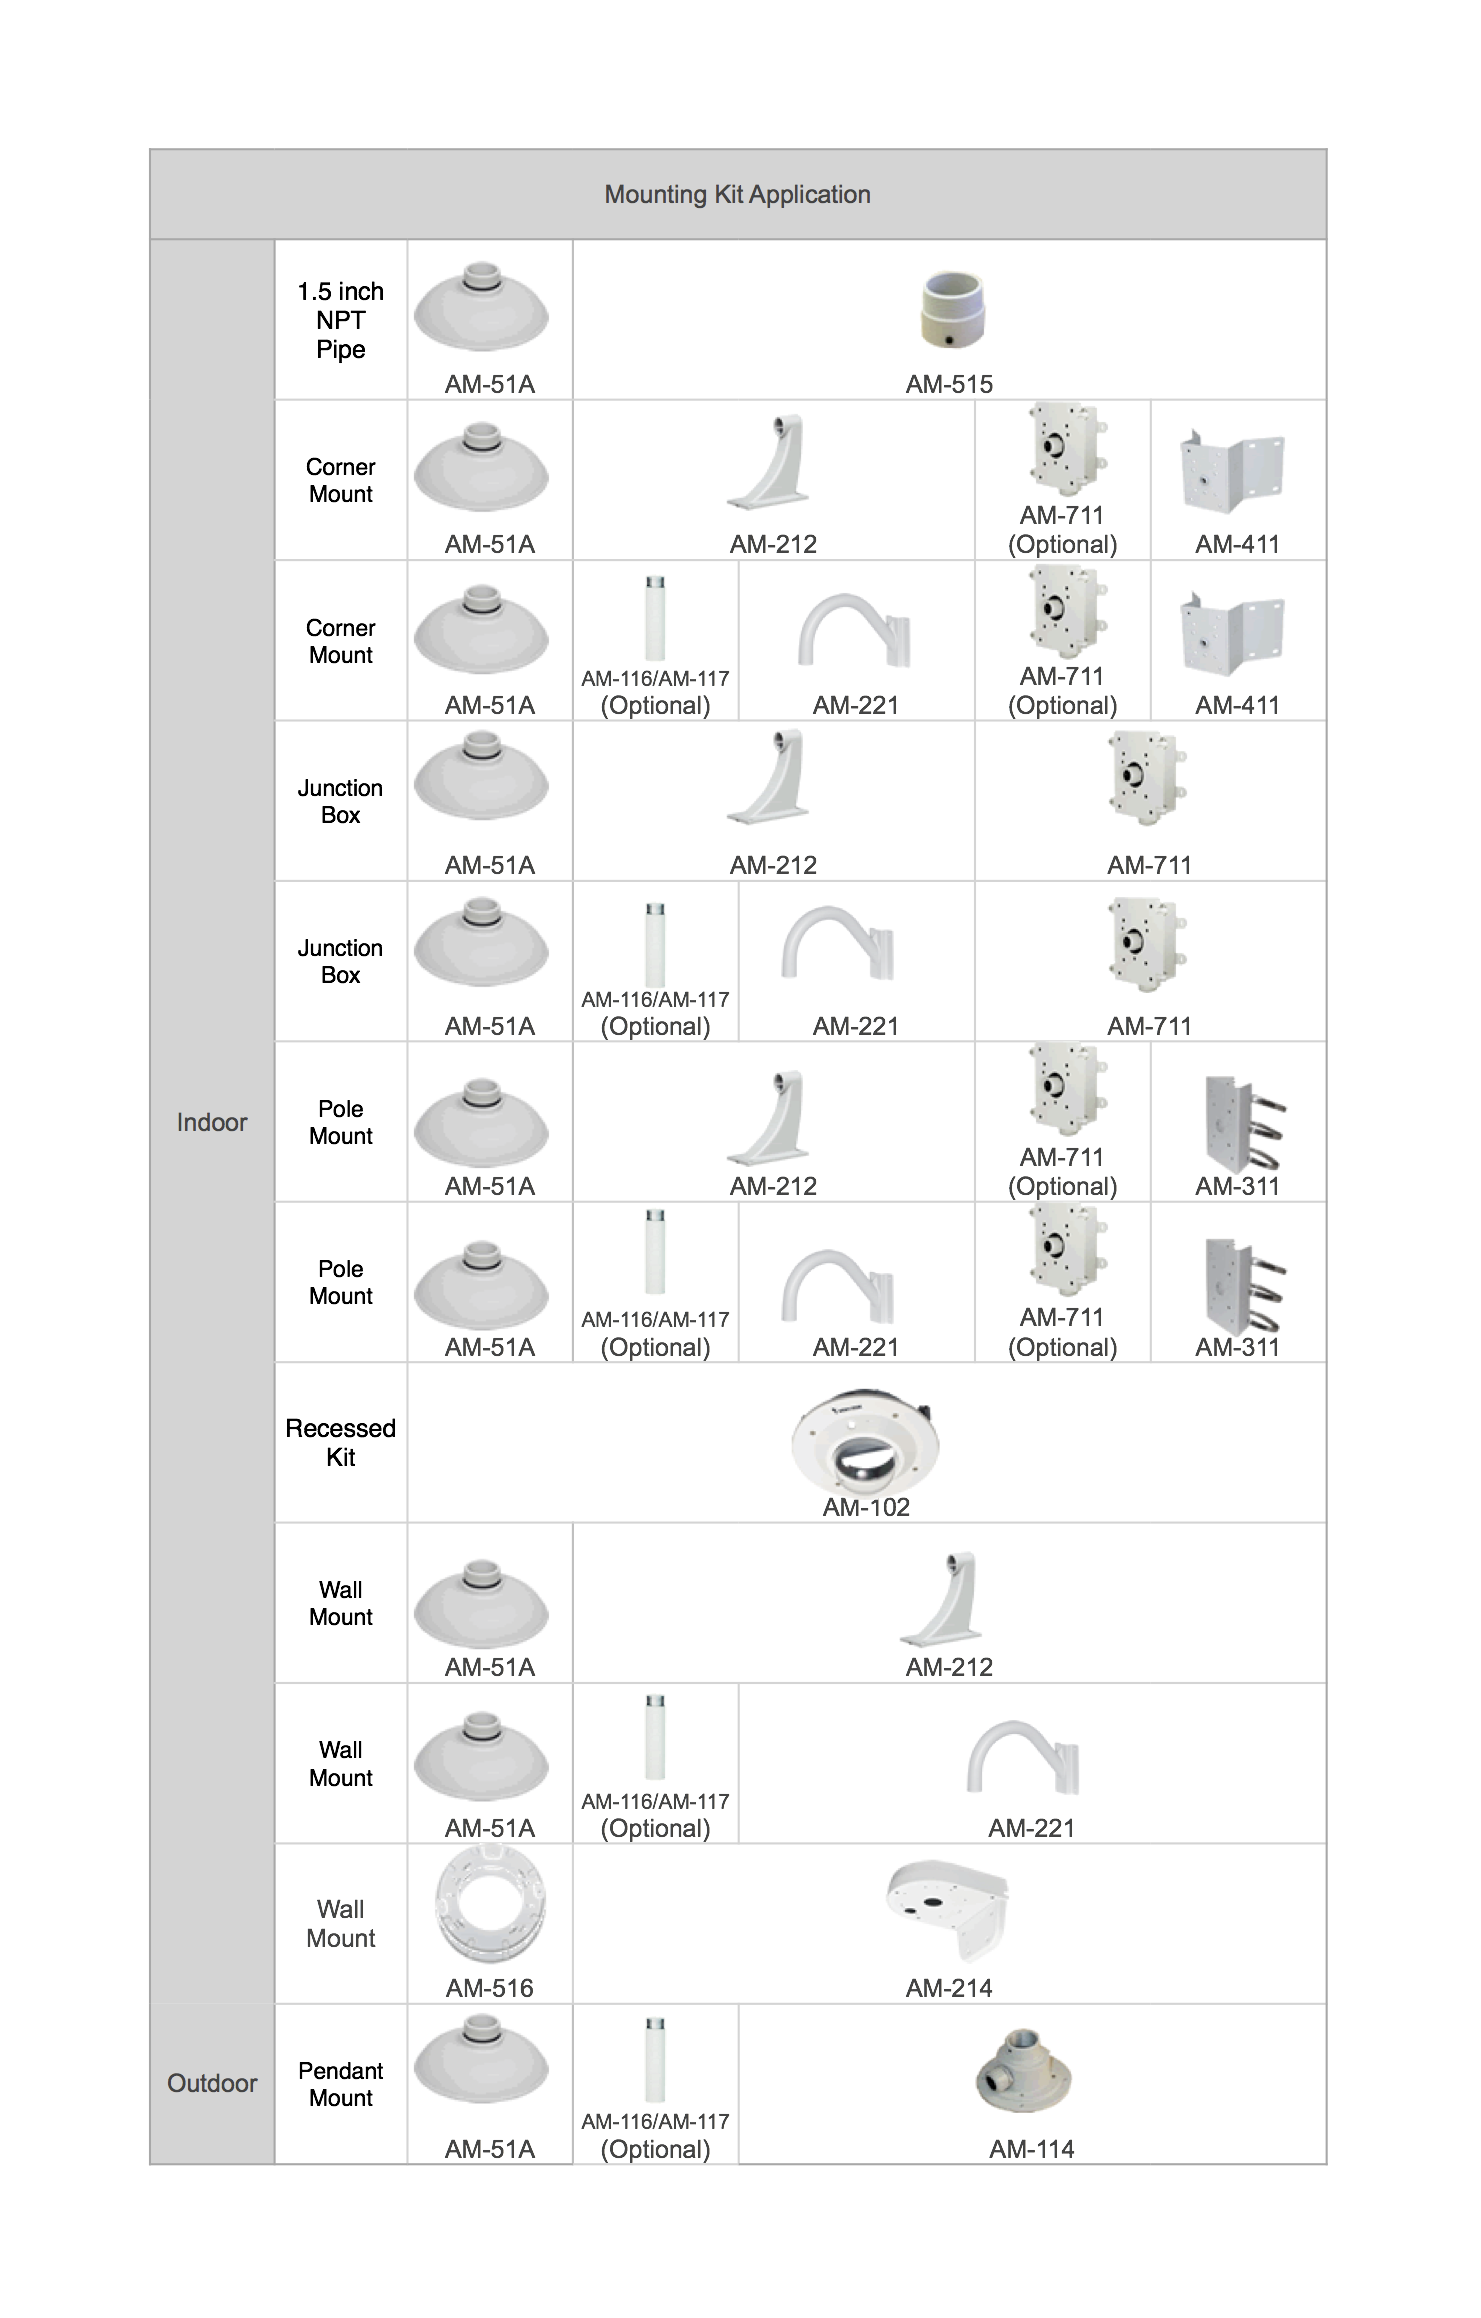 Mounting Kit Application
Indoor
1.5 inch
NPT
Pipe
AM-51A
AM-515
Corner
Mount
AM-51A
AM-212
AM-711
(Optional)
AM-411
Corner
Mount
AM-51A
AM-116/AM-117
(Optional)
AM-221
AM-711
(Optional)
AM-411
Junction
Box
AM-51A
AM-212
AM-711
Junction
Box
AM-51A
AM-116/AM-117
(Optional)
AM-221
AM-711
Pole
Mount
AM-51A
AM-212
AM-711
(Optional)
AM-311
Pole
Mount
AM-51A
AM-116/AM-117
(Optional)
AM-221
AM-711
(Optional)
AM-311
Recessed
Kit
AM-102
Wall
Mount
AM-51A
AM-212
Wall
Mount
AM-51A
AM-116/AM-117
(Optional)
AM-221
Wall
Mount
AM-516
AM-214
Outdoor
Pendant
Mount
AM-51A
AM-116/AM-117
(Optional)
AM-114